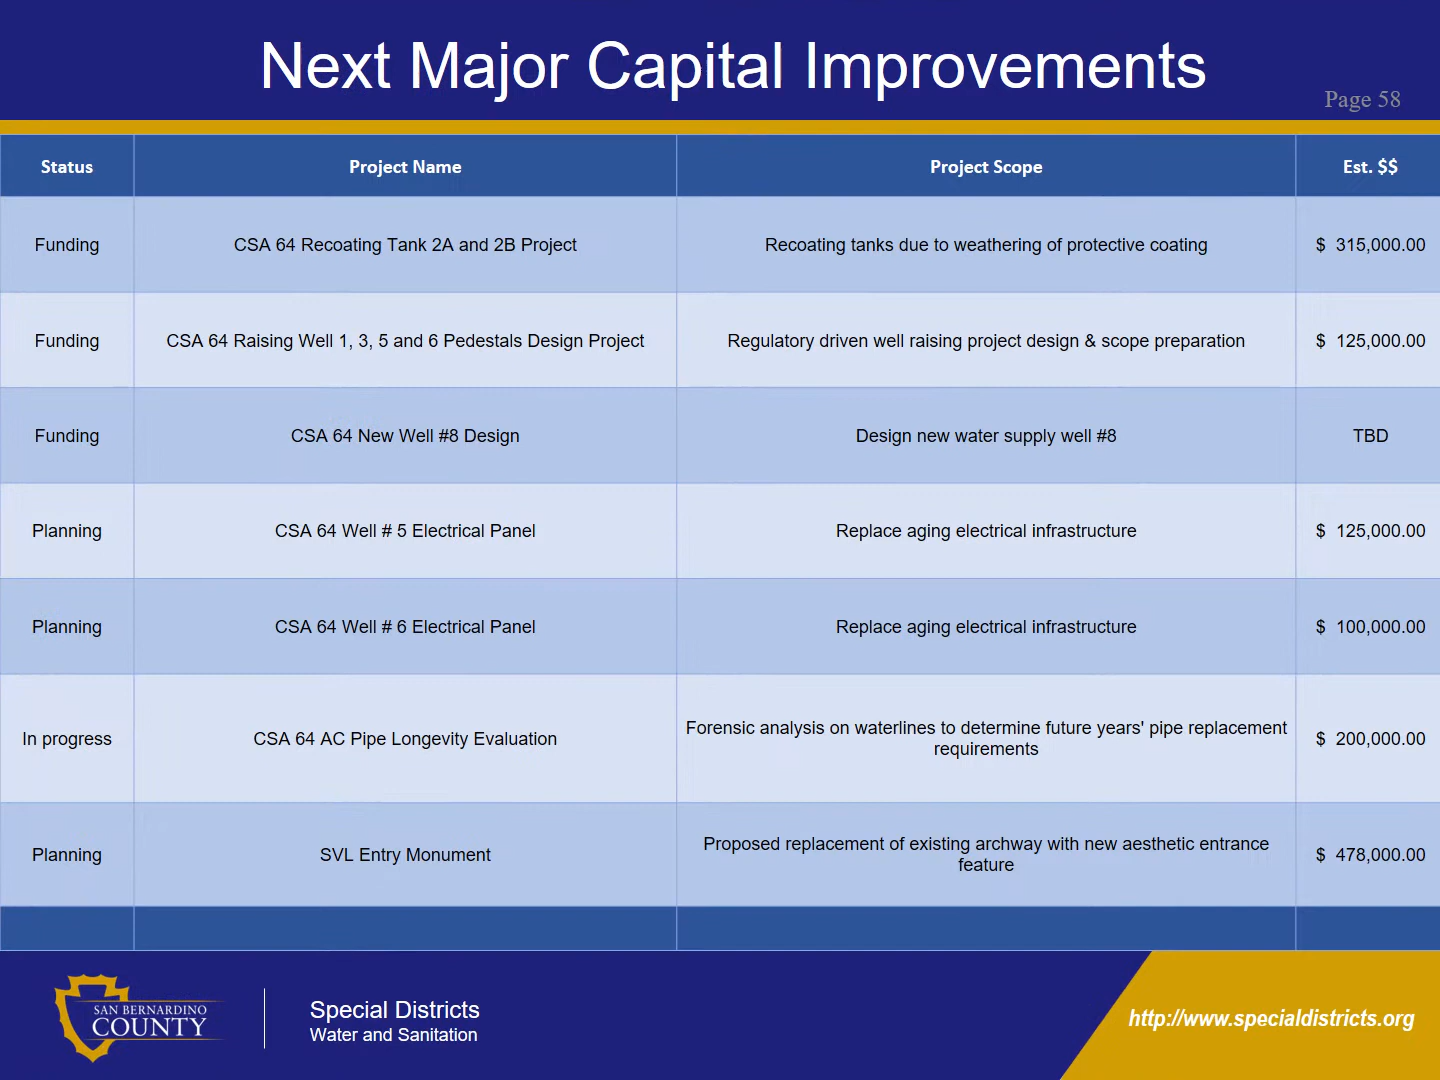 Next Major Capital Improvements
Page 58
Status Project Name Project Scope Est. $$
Funding CSA 64 Recoating Tank 2A and 2B Project Recoating tanks due to weathering of protective coating $ 315,000.00
Funding CSA 64 Raising Well 1, 3, 5 and 6 Pedestals Design Project Regulatory driven well raising project design & scope preparation $ 125,000.00
Funding CSA 64 New Well #8 Design Design new water supply well #8 TBD
Planning CSA 64 Well # 5 Electrical Panel Replace aging electrical infrastructure $ 125,000.00
Planning CSA 64 Well # 6 Electrical Panel Replace aging electrical infrastructure $ 100,000.00
In progress CSA 64 AC Pipe Longevity Evaluation Forensic analysis on waterlines to determine future years' pipe replacement
requirements $ 200,000.00
Planning SVL Entry Monument Proposed replacement of existing archway with new aesthetic entrance
feature $ 478,000.00
SAN BERNARDINO
COUNTY
Special Districts
Water and Sanitation
http://www.specialdistricts.org